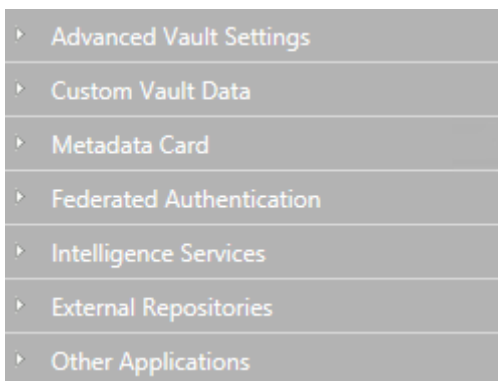 Advanced Vault Settings
Custom Vault Data
Metadata Card
Federated Authentication
Intelligence Services
External Repositories
Other Applications